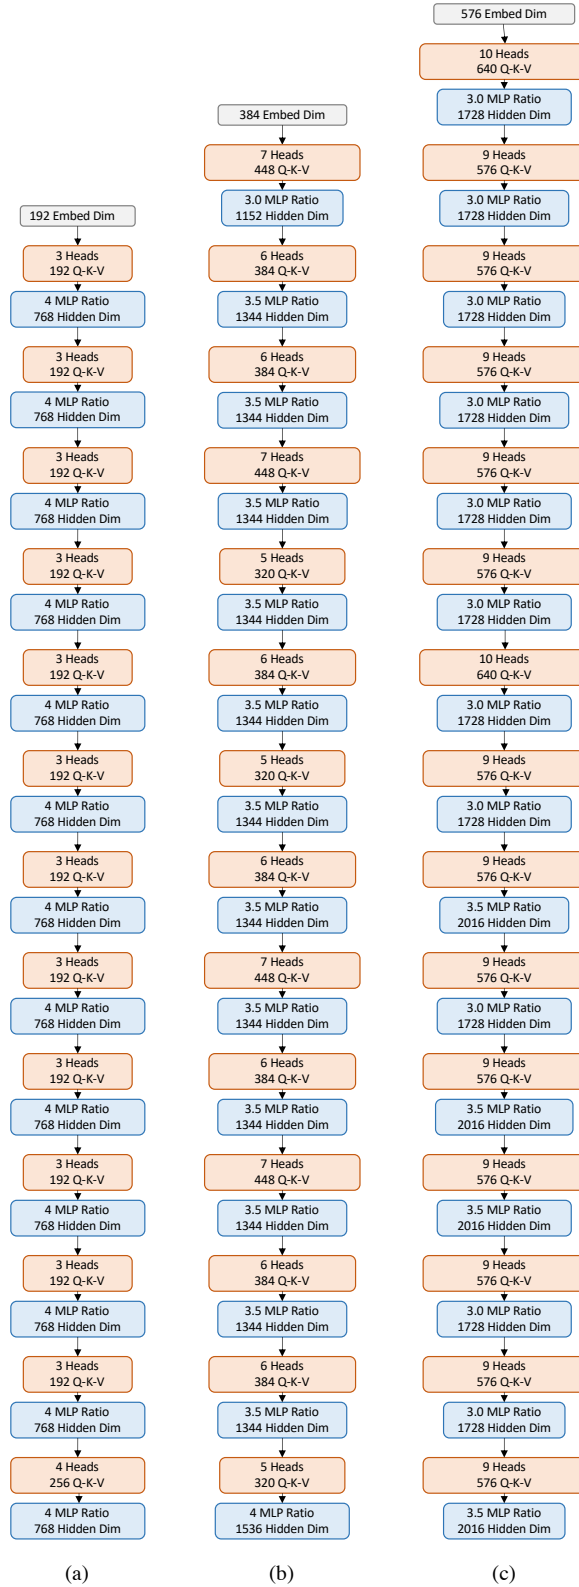 192 Embed Dim
3 Heads
192 Q-K-V
4 MLP Ratio
768 Hidden Dim
3 Heads
192 Q-K-V
4 MLP Ratio
768 Hidden Dim
3 Heads
192 Q-K-V
4 MLP Ratio
768 Hidden Dim
3 Heads
192 Q-K-V
4 MLP Ratio
768 Hidden Dim
3 Heads
192 Q-K-V
4 MLP Ratio
768 Hidden Dim
3 Heads
192 Q-K-V
4 MLP Ratio
768 Hidden Dim
3 Heads
192 Q-K-V
4 MLP Ratio
768 Hidden Dim
3 Heads
192 Q-K-V
4 MLP Ratio
768 Hidden Dim
3 Heads
192 Q-K-V
4 MLP Ratio
768 Hidden Dim
3 Heads
192 Q-K-V
4 MLP Ratio
768 Hidden Dim
3 Heads
192 Q-K-V
4 MLP Ratio
768 Hidden Dim
3 Heads
192 Q-K-V
4 MLP Ratio
768 Hidden Dim
4 Heads
256 Q-K-V
4 MLP Ratio
768 Hidden Dim
(a)
384 Embed Dim
7 Heads
448 Q-K-V
3.0 MLP Ratio
1152 Hidden Dim
6 Heads
384 Q-K-V
3.5 MLP Ratio
1344 Hidden Dim
6 Heads
384 Q-K-V
3.5 MLP Ratio
1344 Hidden Dim
7 Heads
448 Q-K-V
3.5 MLP Ratio
1344 Hidden Dim
5 Heads
320 Q-K-V
3.5 MLP Ratio
1344 Hidden Dim
6 Heads
384 Q-K-V
3.5 MLP Ratio
1344 Hidden Dim
5 Heads
320 Q-K-V
3.5 MLP Ratio
1344 Hidden Dim
6 Heads
384 Q-K-V
3.5 MLP Ratio
1344 Hidden Dim
7 Heads
448 Q-K-V
3.5 MLP Ratio
1344 Hidden Dim
6 Heads
384 Q-K-V
3.5 MLP Ratio
1344 Hidden Dim
7 Heads
448 Q-K-V
3.5 MLP Ratio
1344 Hidden Dim
6 Heads
384 Q-K-V
3.5 MLP Ratio
1344 Hidden Dim
6 Heads
384 Q-K-V
3.5 MLP Ratio
1344 Hidden Dim
5 Heads
320 Q-K-V
4 MLP Ratio
1536 Hidden Dim
(b)
576 Embed Dim
10 Heads
640 Q-K-V
3.0 MLP Ratio
1728 Hidden Dim
9 Heads
576 Q-K-V
3.0 MLP Ratio
1728 Hidden Dim
9 Heads
576 Q-K-V
3.0 MLP Ratio
1728 Hidden Dim
9 Heads
576 Q-K-V
3.0 MLP Ratio
1728 Hidden Dim
9 Heads
576 Q-K-V
3.0 MLP Ratio
1728 Hidden Dim
9 Heads
576 Q-K-V
3.0 MLP Ratio
1728 Hidden Dim
10 Heads
640 Q-K-V
3.0 MLP Ratio
1728 Hidden Dim
9 Heads
576 Q-K-V
3.0 MLP Ratio
1728 Hidden Dim
9 Heads
576 Q-K-V
3.5 MLP Ratio
2016 Hidden Dim
9 Heads
576 Q-K-V
3.0 MLP Ratio
1728 Hidden Dim
9 Heads
576 Q-K-V
3.5 MLP Ratio
2016 Hidden Dim
9 Heads
576 Q-K-V
3.5 MLP Ratio
2016 Hidden Dim
9 Heads
576 Q-K-V
3.0 MLP Ratio
1728 Hidden Dim
9 Heads
576 Q-K-V
3.0 MLP Ratio
1728 Hidden Dim
9 Heads
576 Q-K-V
3.5 MLP Ratio
2016 Hidden Dim
(c)